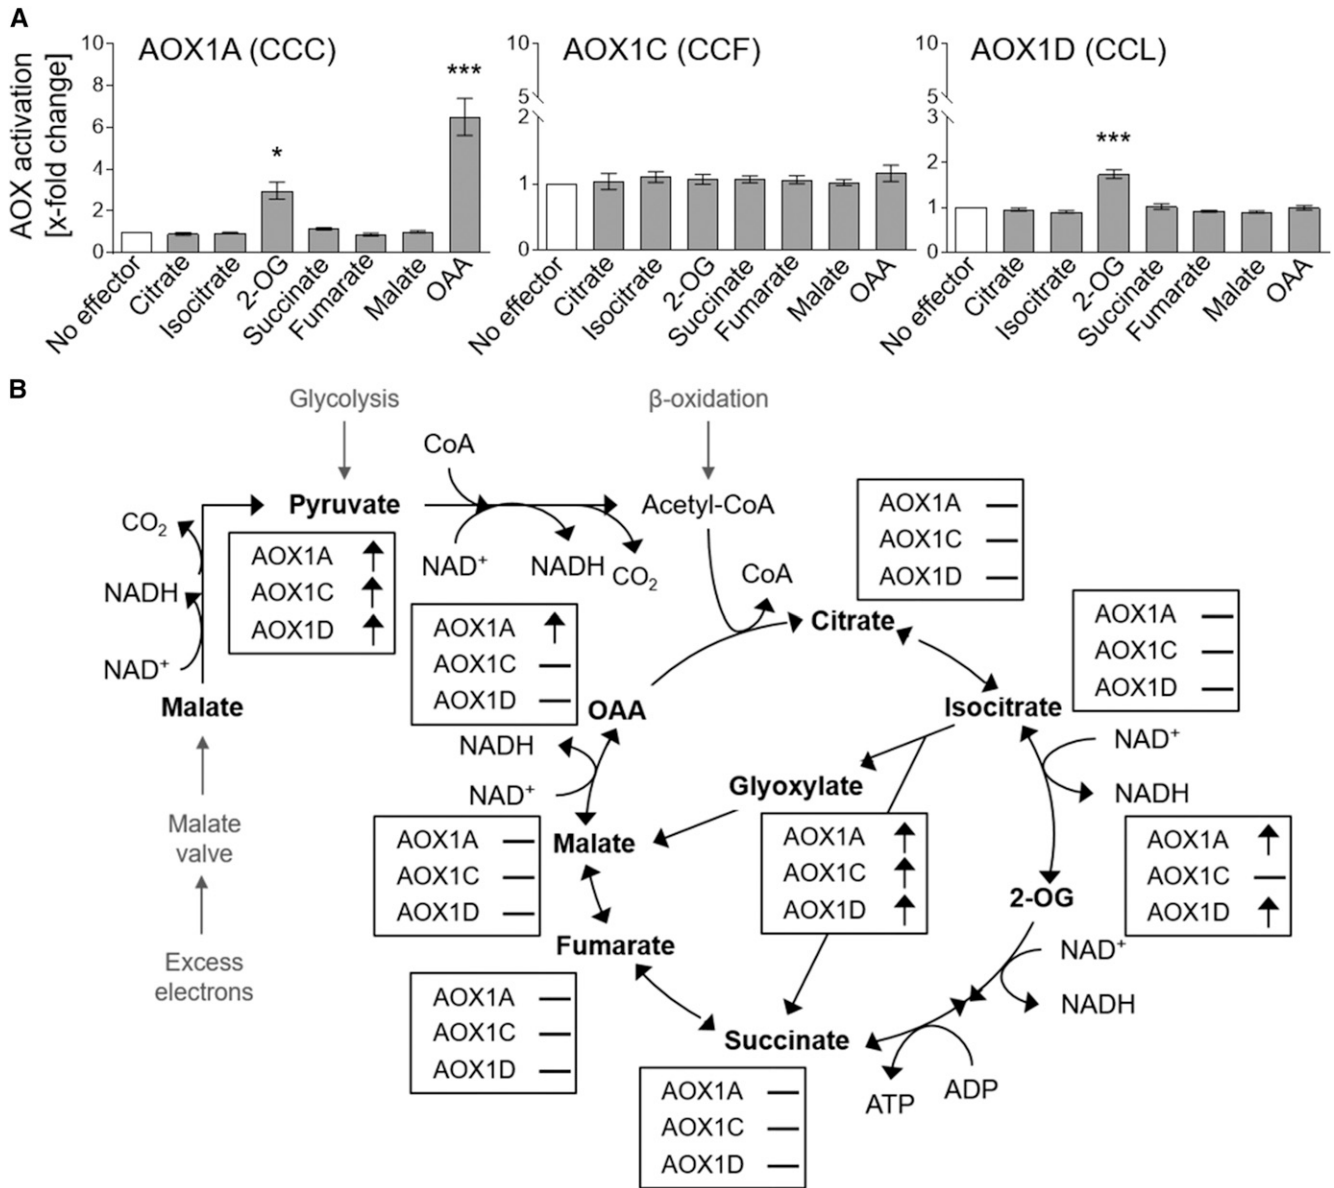 A
AOX activation
[x-fold change]
AOX1A (CCC)
10
8
6
4
2
0
*
***
No effector
Citrate
Isocitrate
2-OG
Succinate
Fumarate
Malate
OAA
AOX1C (CCF)
10
5
2
1
0
No effector
Citrate
Isocitrate
2-OG
Succinate
Fumarate
Malate
OAA
AOX1D (CCL)
10
5
3
2
1
0
***
No effector
Citrate
Isocitrate
2-OG
Succinate
Fumarate
Malate
OAA
B
Glycolysis
β-oxidation
CoA
Pyruvate
Acetyl-CoA
CO₂
NADH
NAD⁺
Malate
Malate
valve
Excess
electrons
AOX1A
AOX1C
AOX1D
NAD⁺
NADH
CO₂
CoA
AOX1A
AOX1C
AOX1D
Citrate
AOX1A
AOX1C
AOX1D
Isocitrate
AOX1A
AOX1C
AOX1D
OAA
NADH
NAD⁺
NAD⁺
NADH
Glyoxylate
AOX1A
AOX1C
AOX1D
AOX1A
AOX1C
AOX1D
Malate
2-OG
AOX1A
AOX1C
AOX1D
Fumarate
NAD⁺
NADH
AOX1A
AOX1C
AOX1D
Succinate
ATP
ADP
AOX1A
AOX1C
AOX1D